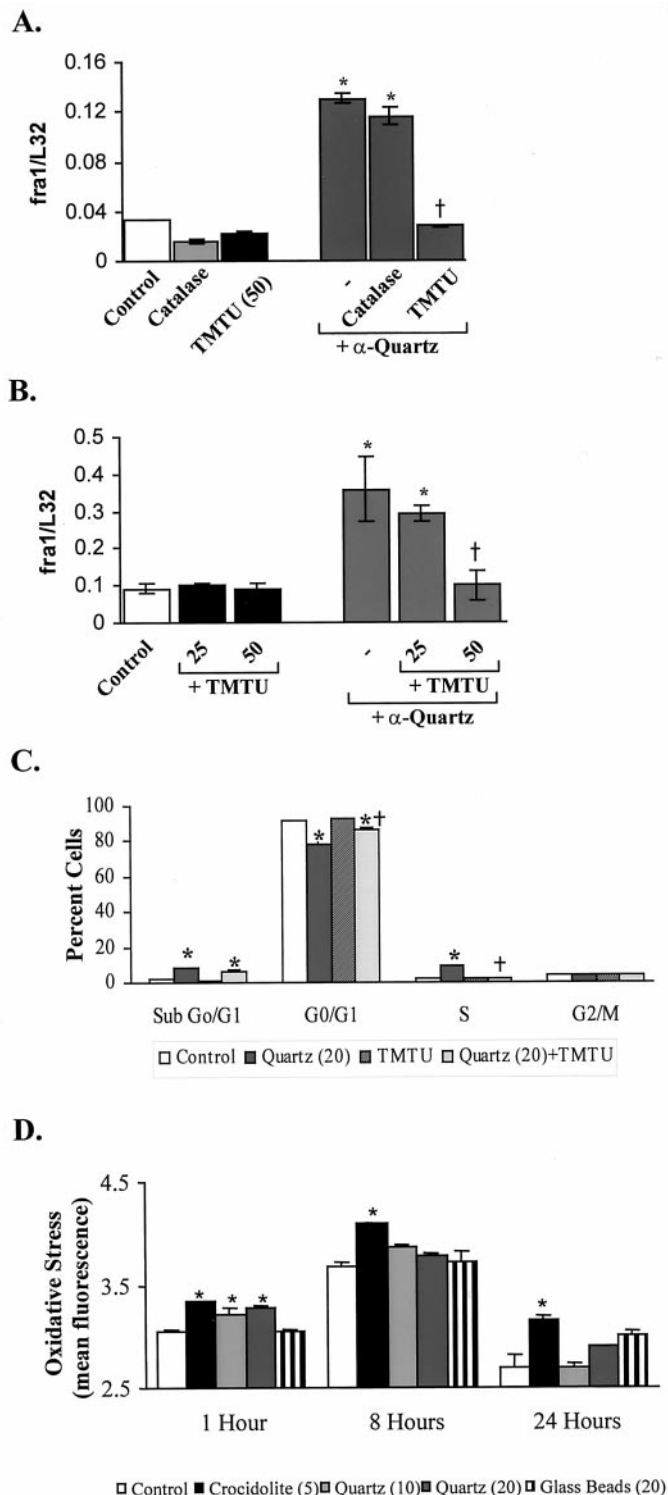 A.
fra1/L32
0.16
0.12
0.08
0.04
0
*
*
†
Control
Catalase
TMTU (50)
-
Catalase
TMTU
+ α-Quartz
B.
fra1/L32
0.5
0.4
0.3
0.2
0.1
0
*
*
†
Control
25
50
+ TMTU
-
25
50
+ TMTU
+ α-Quartz
C.
Percent Cells
100
80
60
40
20
0
*
*
*
*†
*
†
Sub Go/G1
G0/G1
S
G2/M
Control Quartz (20) TMTU Quartz (20)+TMTU
D.
Oxidative Stress
(mean fluorescence)
4.5
3.5
2.5
* * *
*
*
1 Hour
8 Hours
24 Hours
Control Crocidolite (5) Quartz (10) Quartz (20) Glass Beads (20)